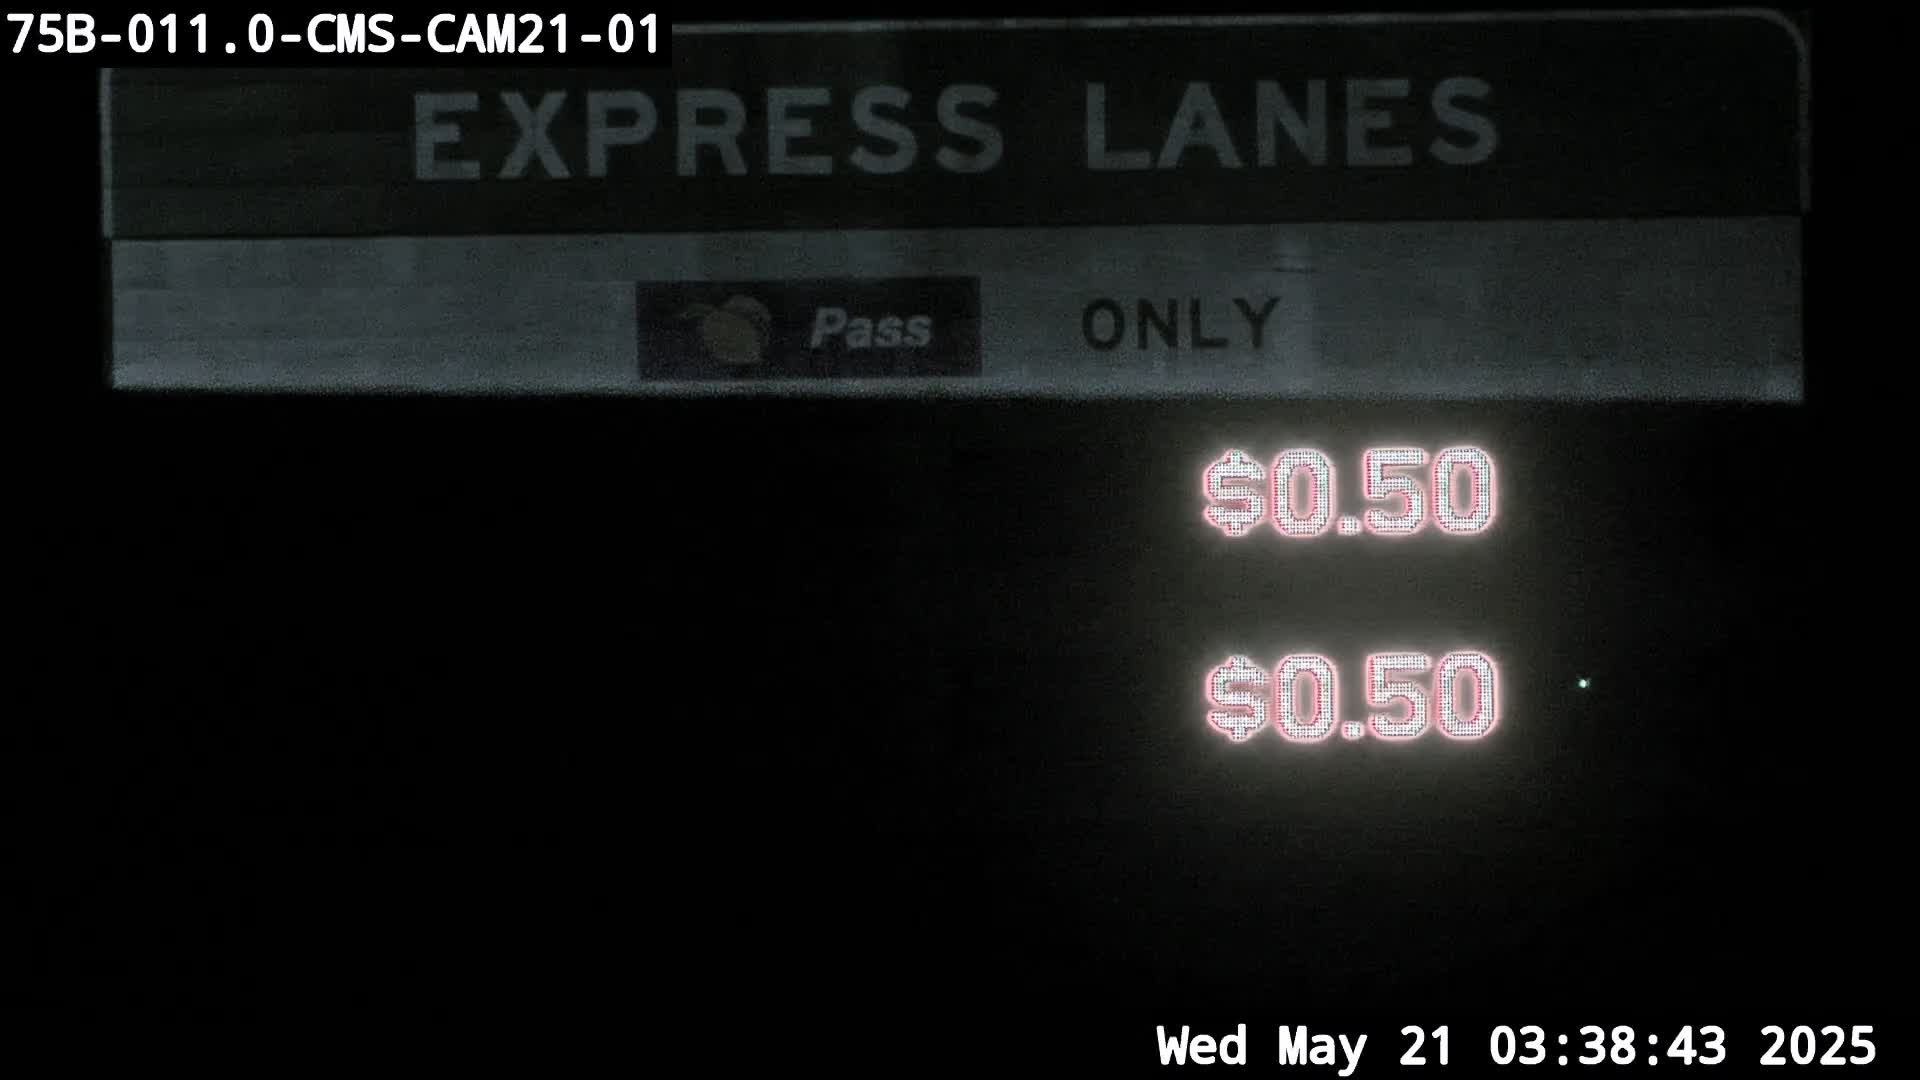 75B-011.0-CMS-CAM21-01
EXPRESS LANES
Pass ONLY
$0.50
$0.50
Wed May 21 03:38:43 2025